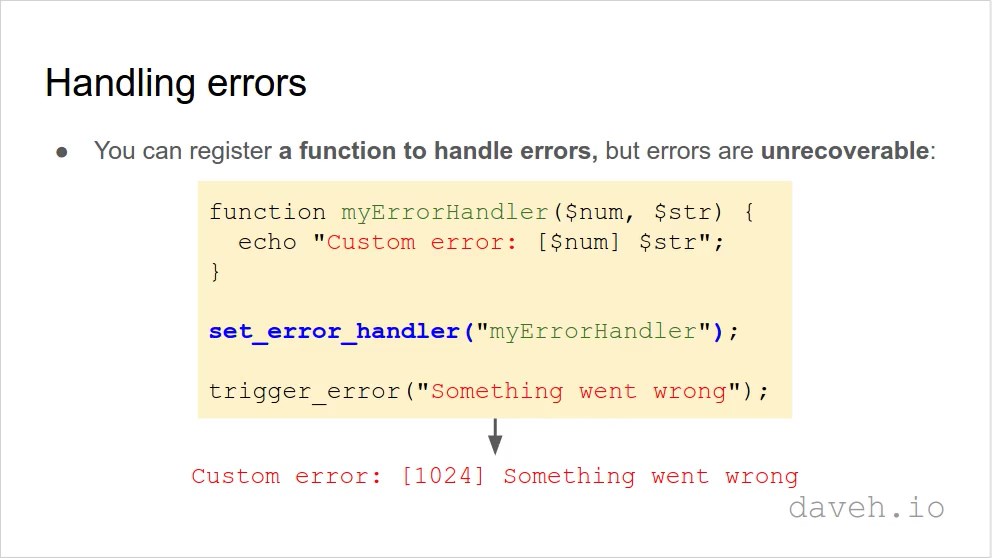 Handling errors
● You can register a function to handle errors, but errors are unrecoverable:
function myErrorHandler($num, $str) {
  echo "Custom error: [$num] $str";
}
set_error_handler("myErrorHandler");
trigger_error("Something went wrong");
Custom error: [1024] Something went wrong
daveh.io